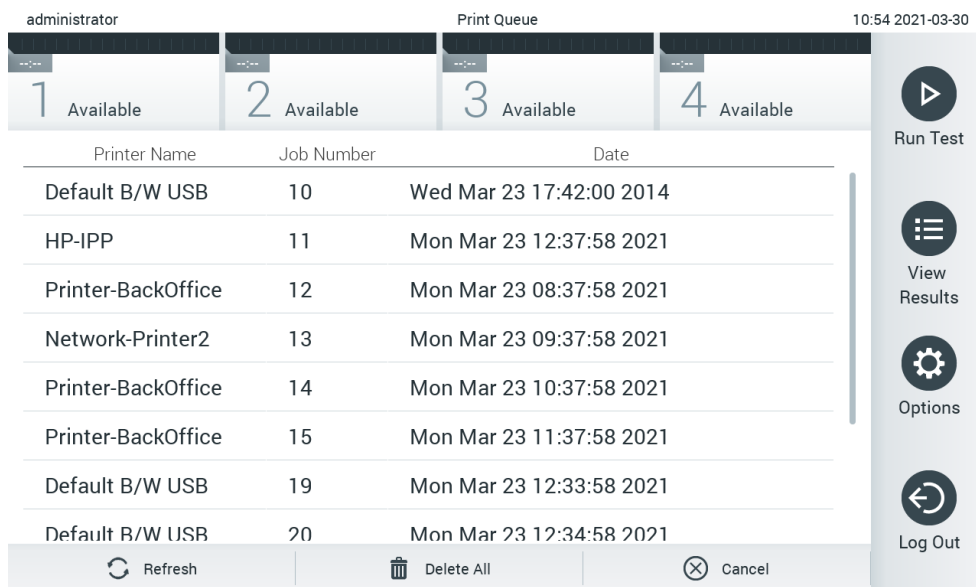 administrator Print Queue 10:54 2021-03-30
--:-- --:-- --:-- --:--
1 Available 2 Available 3 Available 4 Available
Run Test
Printer Name Job Number Date
Default B/W USB 10 Wed Mar 23 17:42:00 2014
HP-IPP 11 Mon Mar 23 12:37:58 2021
Printer-BackOffice 12 Mon Mar 23 08:37:58 2021
Network-Printer2 13 Mon Mar 23 09:37:58 2021
Printer-BackOffice 14 Mon Mar 23 10:37:58 2021
Printer-BackOffice 15 Mon Mar 23 11:37:58 2021
Default B/W USB 19 Mon Mar 23 12:33:58 2021
Default B/W USB 20 Mon Mar 23 12:34:58 2021
View
Results
Options
Log Out
Refresh Delete All Cancel